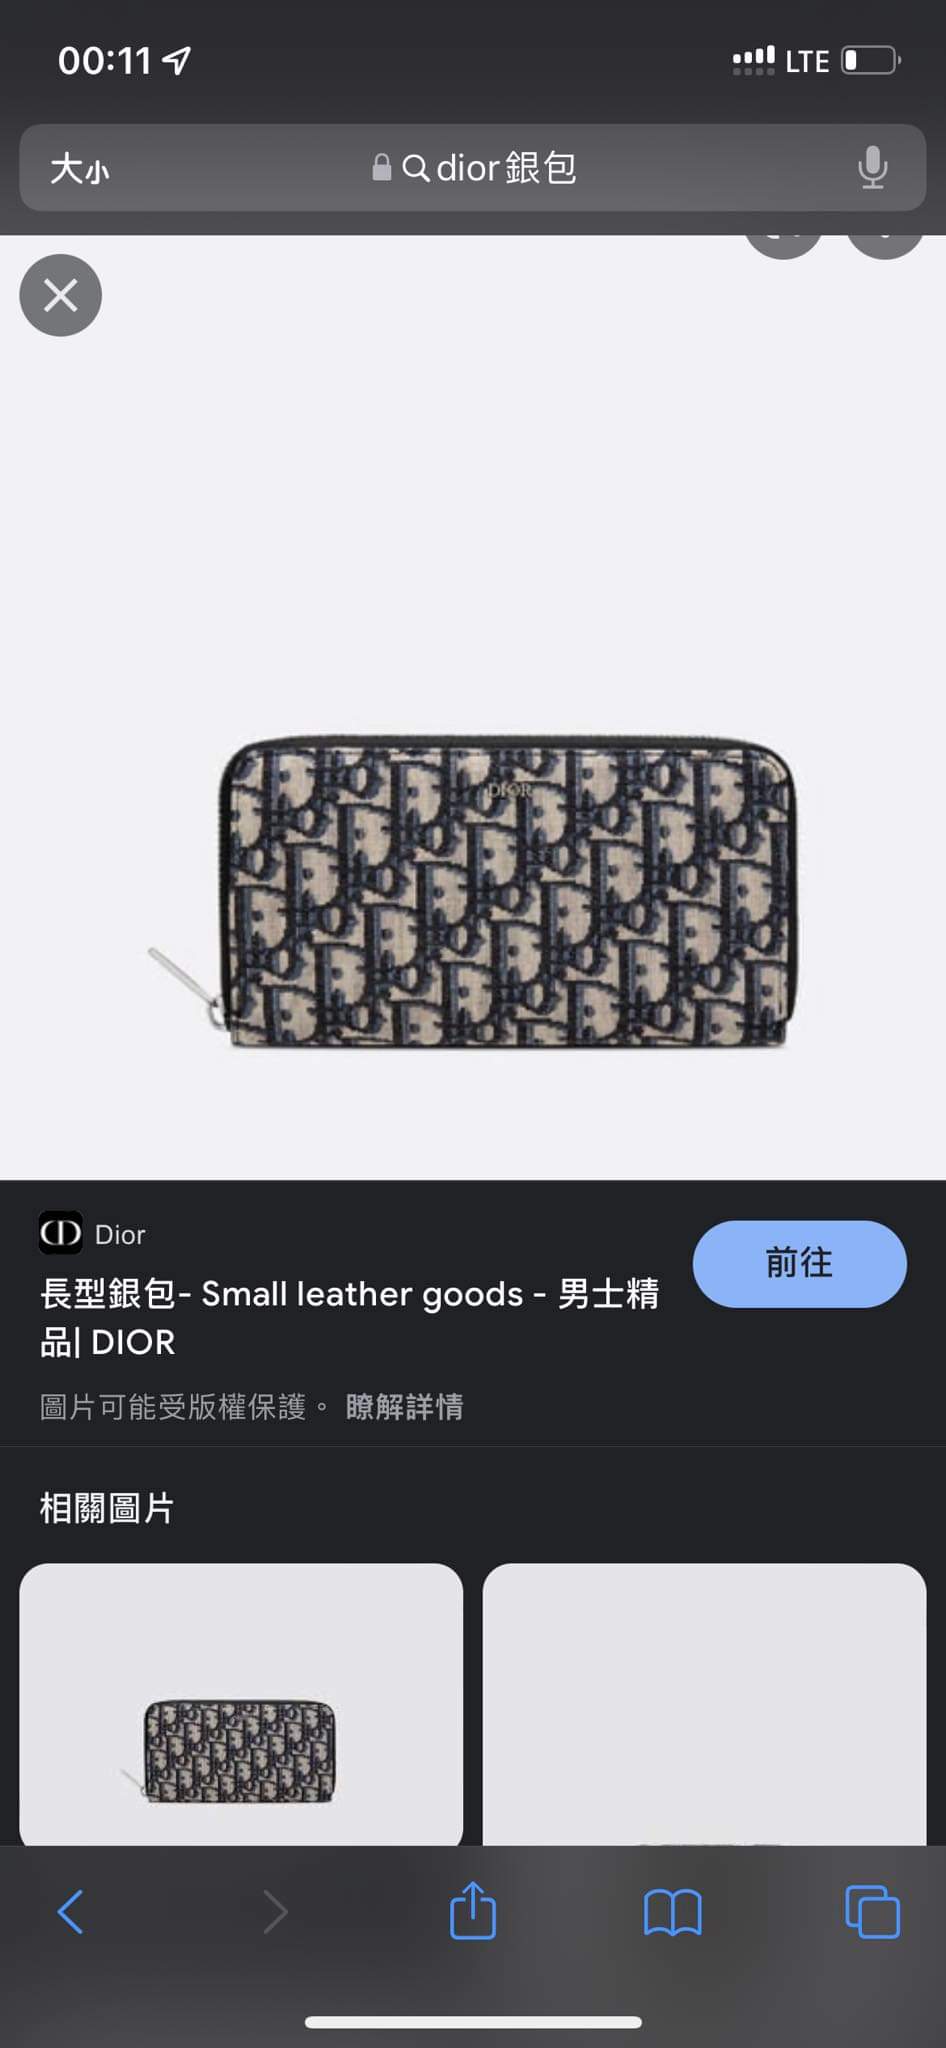 00:11
LTE
大小
dior銀包
DIOR
Dior
前往
長型銀包- Small leather goods - 男士精
品| DIOR
圖片可能受版權保護。 瞭解詳情
相關圖片